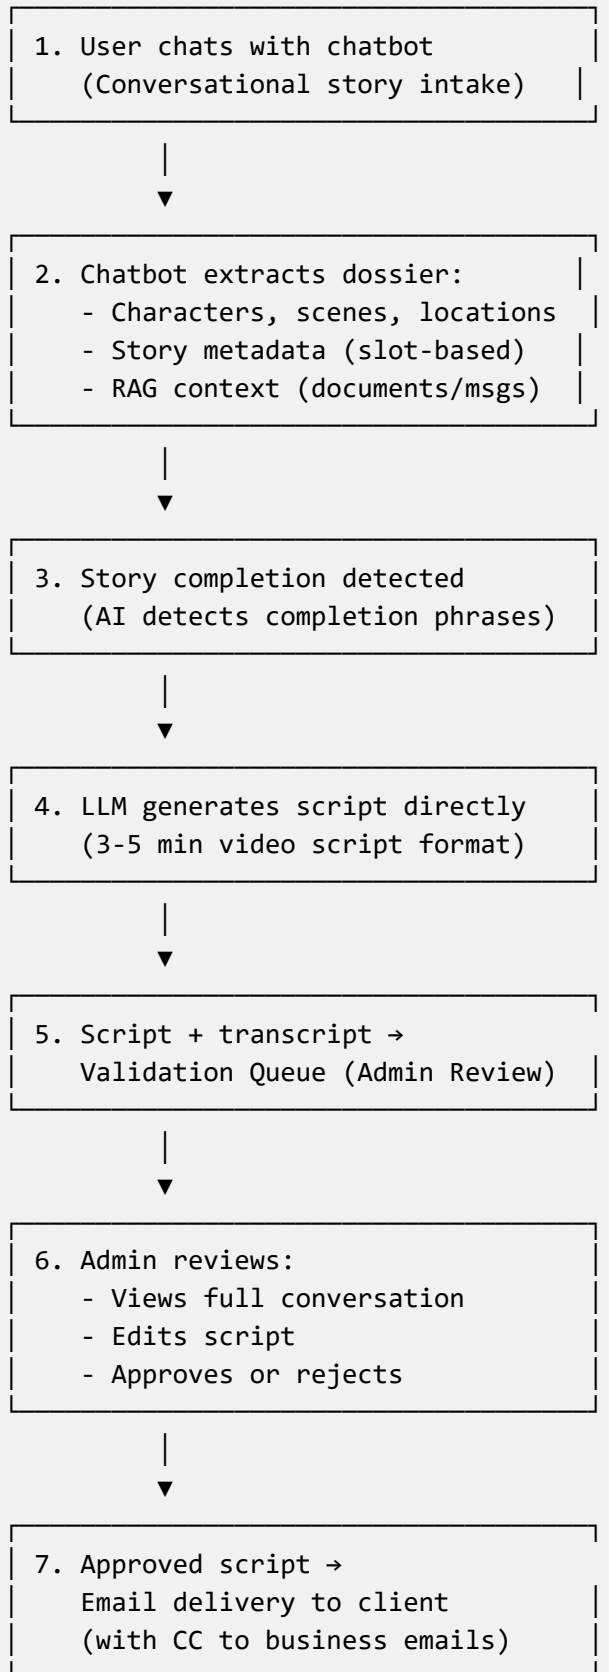 1. User chats with chatbot
(Conversational story intake)
2. Chatbot extracts dossier:
- Characters, scenes, locations
- Story metadata (slot-based)
- RAG context (documents/msgs)
3. Story completion detected
(AI detects completion phrases)
4. LLM generates script directly
(3-5 min video script format)
5. Script + transcript →
Validation Queue (Admin Review)
6. Admin reviews:
- Views full conversation
- Edits script
- Approves or rejects
7. Approved script →
Email delivery to client
(with CC to business emails)